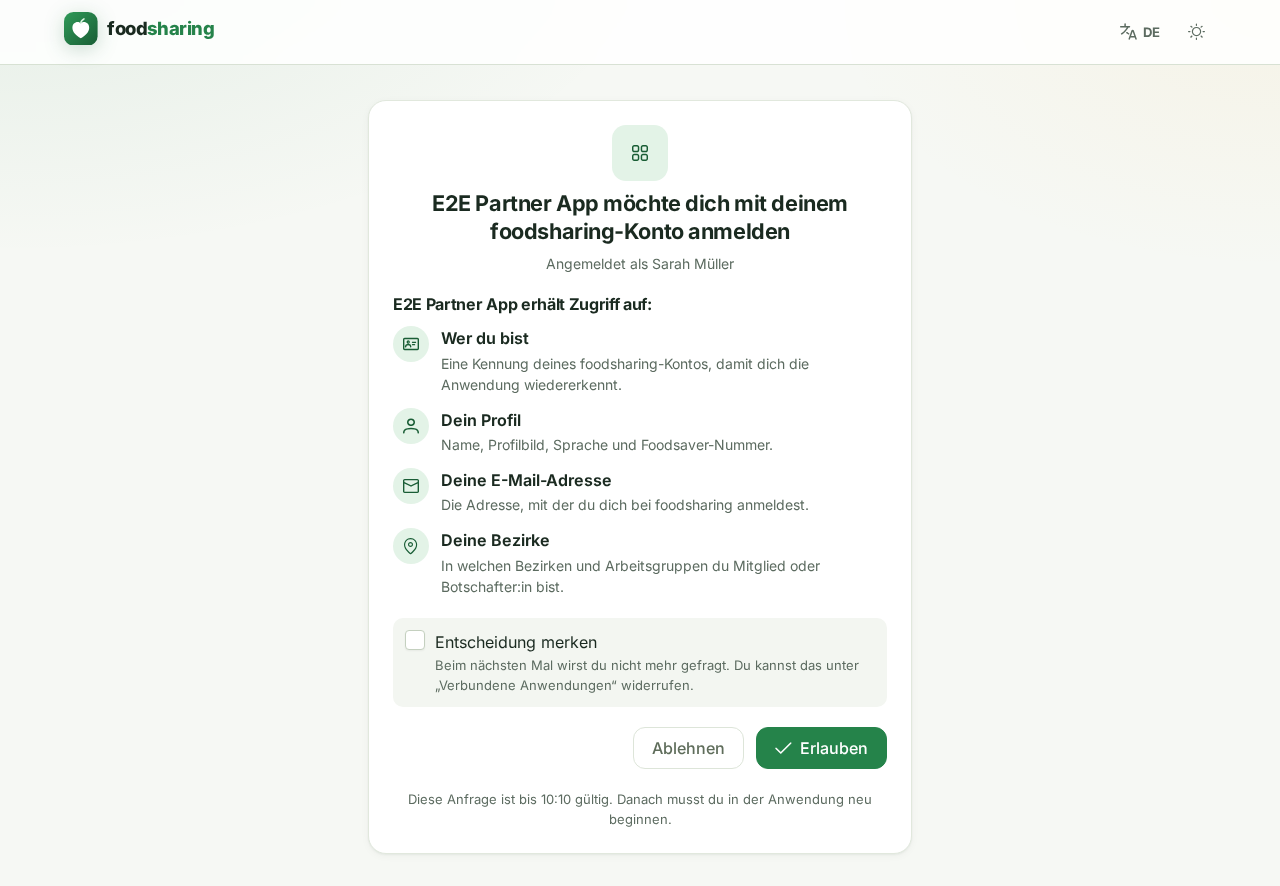 foodsharing
DE
E2E Partner App möchte dich mit deinem
foodsharing-Konto anmelden
Angemeldet als Sarah Müller
E2E Partner App erhält Zugriff auf:
Wer du bist
Eine Kennung deines foodsharing-Kontos, damit dich die
Anwendung wiedererkennt.
Dein Profil
Name, Profilbild, Sprache und Foodsaver-Nummer.
Deine E-Mail-Adresse
Die Adresse, mit der du dich bei foodsharing anmeldest.
Deine Bezirke
In welchen Bezirken und Arbeitsgruppen du Mitglied oder
Botschafter:in bist.
Entscheidung merken
Beim nächsten Mal wirst du nicht mehr gefragt. Du kannst das unter
„Verbundene Anwendungen“ widerrufen.
Ablehnen
Erlauben
Diese Anfrage ist bis 10:10 gültig. Danach musst du in der Anwendung neu
beginnen.